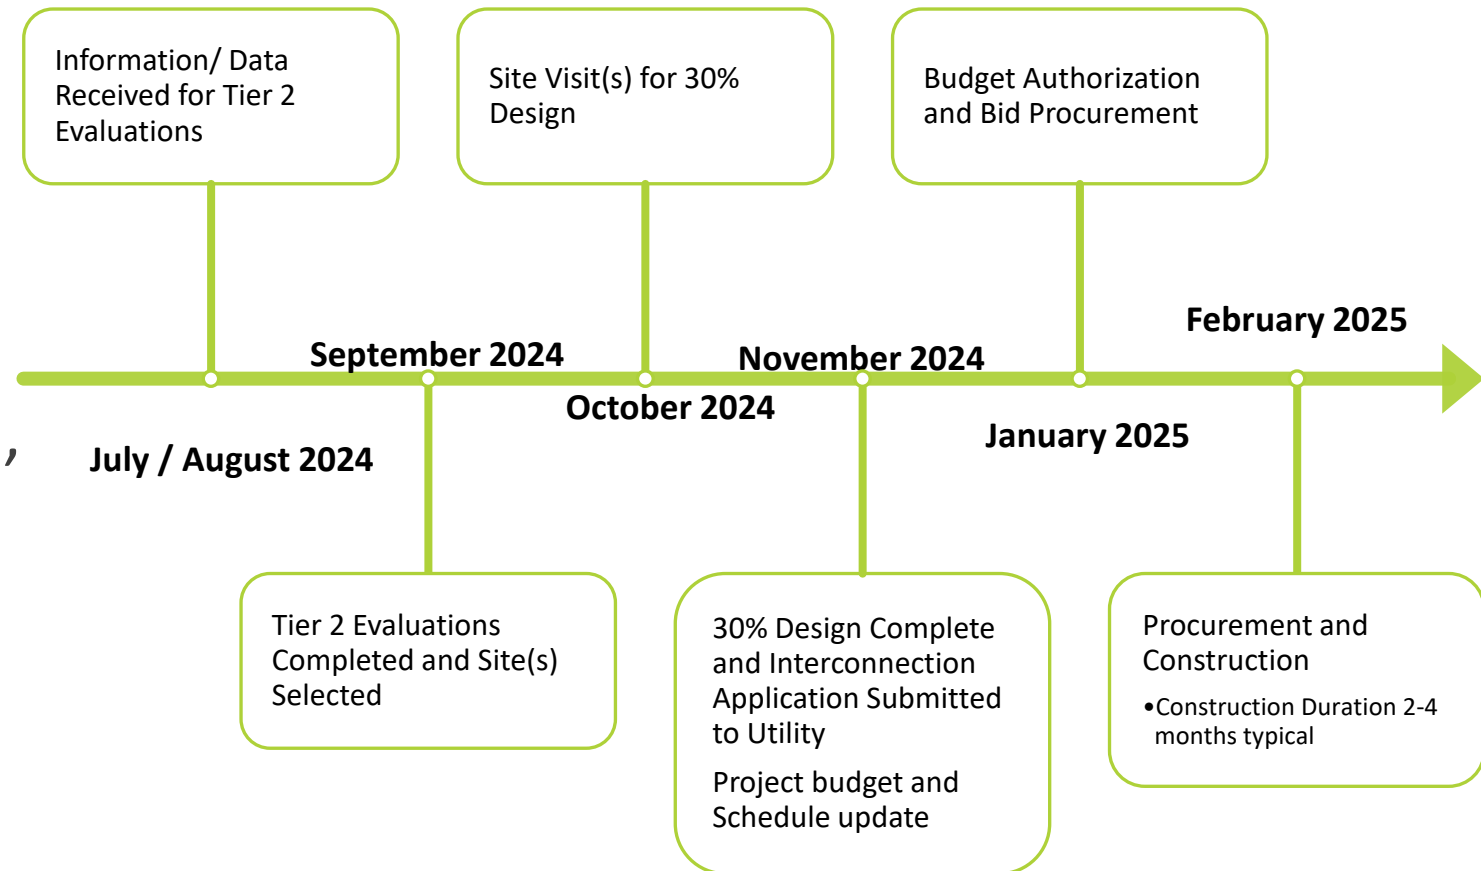 Information/ Data
Received for Tier 2
Evaluations
Site Visit(s) for 30%
Design
Budget Authorization
and Bid Procurement
February 2025
September 2024
November 2024
October 2024
January 2025
,
July / August 2024
Tier 2 Evaluations
Completed and Site(s)
Selected
30% Design Complete
and Interconnection
Application Submitted
to Utility
Project budget and
Schedule update
Procurement and
Construction
•Construction Duration 2-4
months typical